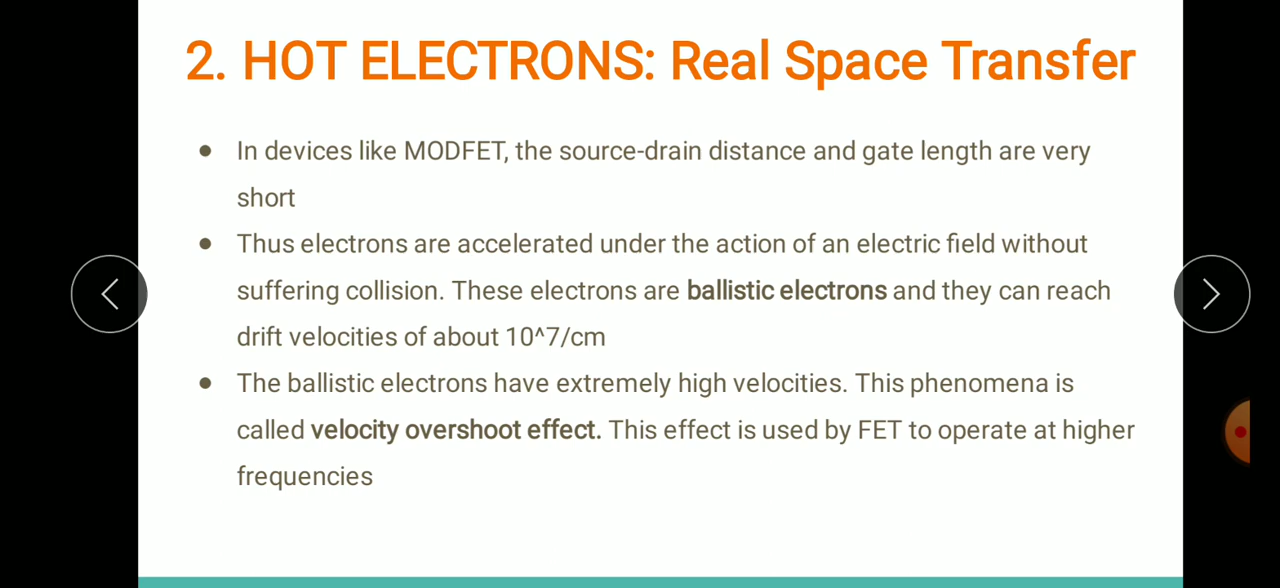 2. HOT ELECTRONS: Real Space Transfer
● In devices like MODFET, the source-drain distance and gate length are very
short
● Thus electrons are accelerated under the action of an electric field without
suffering collision. These electrons are ballistic electrons and they can reach
drift velocities of about 10^7/cm
● The ballistic electrons have extremely high velocities. This phenomena is
called velocity overshoot effect. This effect is used by FET to operate at higher
frequencies